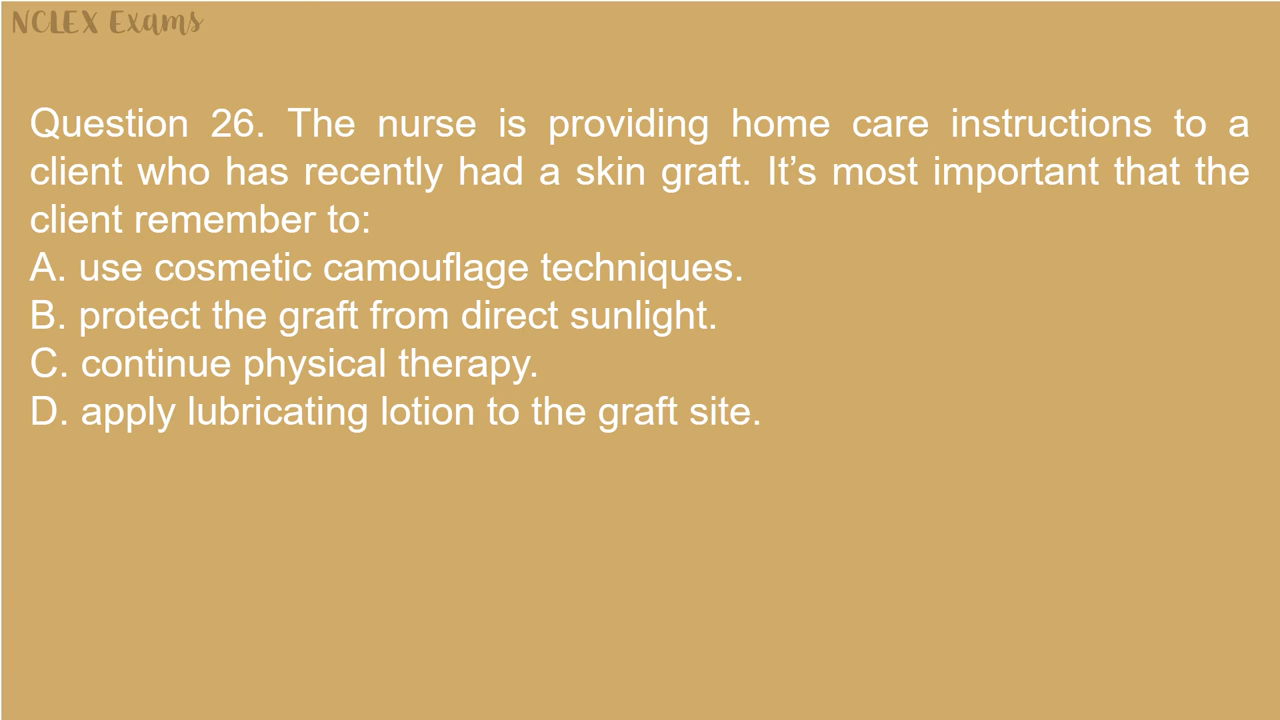 NCLEX Exams
Question 26. The nurse is providing home care instructions to a
client who has recently had a skin graft. It’s most important that the
client remember to:
A. use cosmetic camouflage techniques.
B. protect the graft from direct sunlight.
C. continue physical therapy.
D. apply lubricating lotion to the graft site.